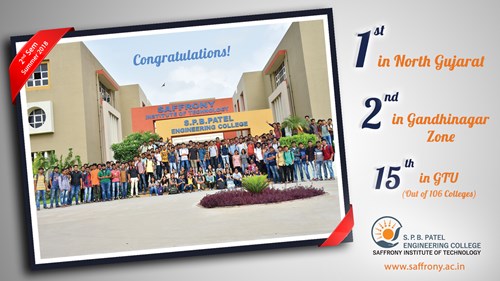 2nd Sem
Summer 2018
Congratulations!
SAFFRONY
INSTITUTE OF TECHNOLOGY
S.P.B.PATEL
ENGINEERING COLLEGE
1st
in North Gujarat
2nd
in Gandhinagar
Zone
15th
in GTU
(Out of 106 Colleges)
S. P. B. PATEL
ENGINEERING COLLEGE
SAFFRONY INSTITUTE OF TECHNOLOGY
www.saffrony.ac.in